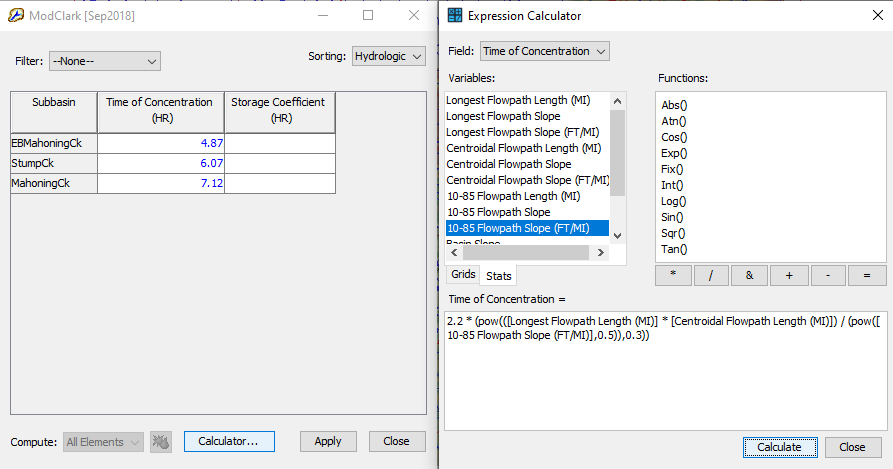 ModClark [Sep2018]
Filter: --None--
Sorting: Hydrologic
Subbasin Time of Concentration (HR) Storage Coefficient (HR)
EBMahoningCk 4.87
StumpCk 6.07
MahoningCk 7.12
Compute: All Elements Calculator... Apply Close
Expression Calculator
Field: Time of Concentration
Variables:
Longest Flowpath Length (MI)
Longest Flowpath Slope
Longest Flowpath Slope (FT/MI)
Centroidal Flowpath Length (MI)
Centroidal Flowpath Slope
Centroidal Flowpath Slope (FT/MI)
10-85 Flowpath Length (MI)
10-85 Flowpath Slope
10-85 Flowpath Slope (FT/MI)
Basin Slope
Grids Stats
Functions:
Abs()
Atn()
Cos()
Exp()
Fix()
Int()
Log()
Sin()
Sqr()
Tan()
* / & + - =
Time of Concentration =
2.2 * (pow(([Longest Flowpath Length (MI)] * [Centroidal Flowpath Length (MI)]) / (pow([
10-85 Flowpath Slope (FT/MI)],0.5)),0.3))
Calculate Close